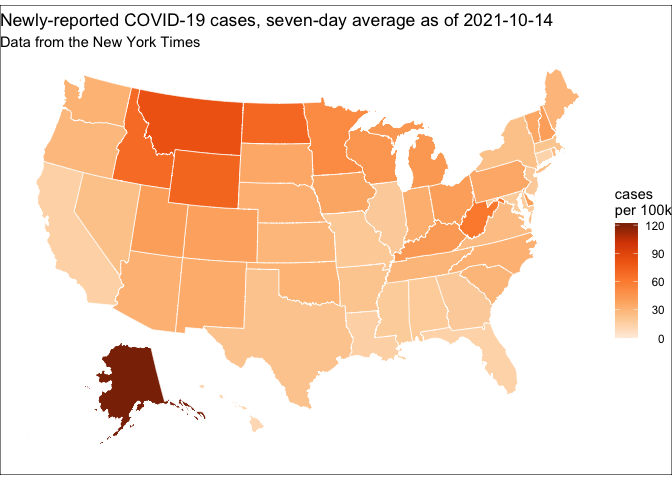 Newly-reported COVID-19 cases, seven-day average as of 2021-10-14
Data from the New York Times
cases
per 100k
120
90
60
30
0